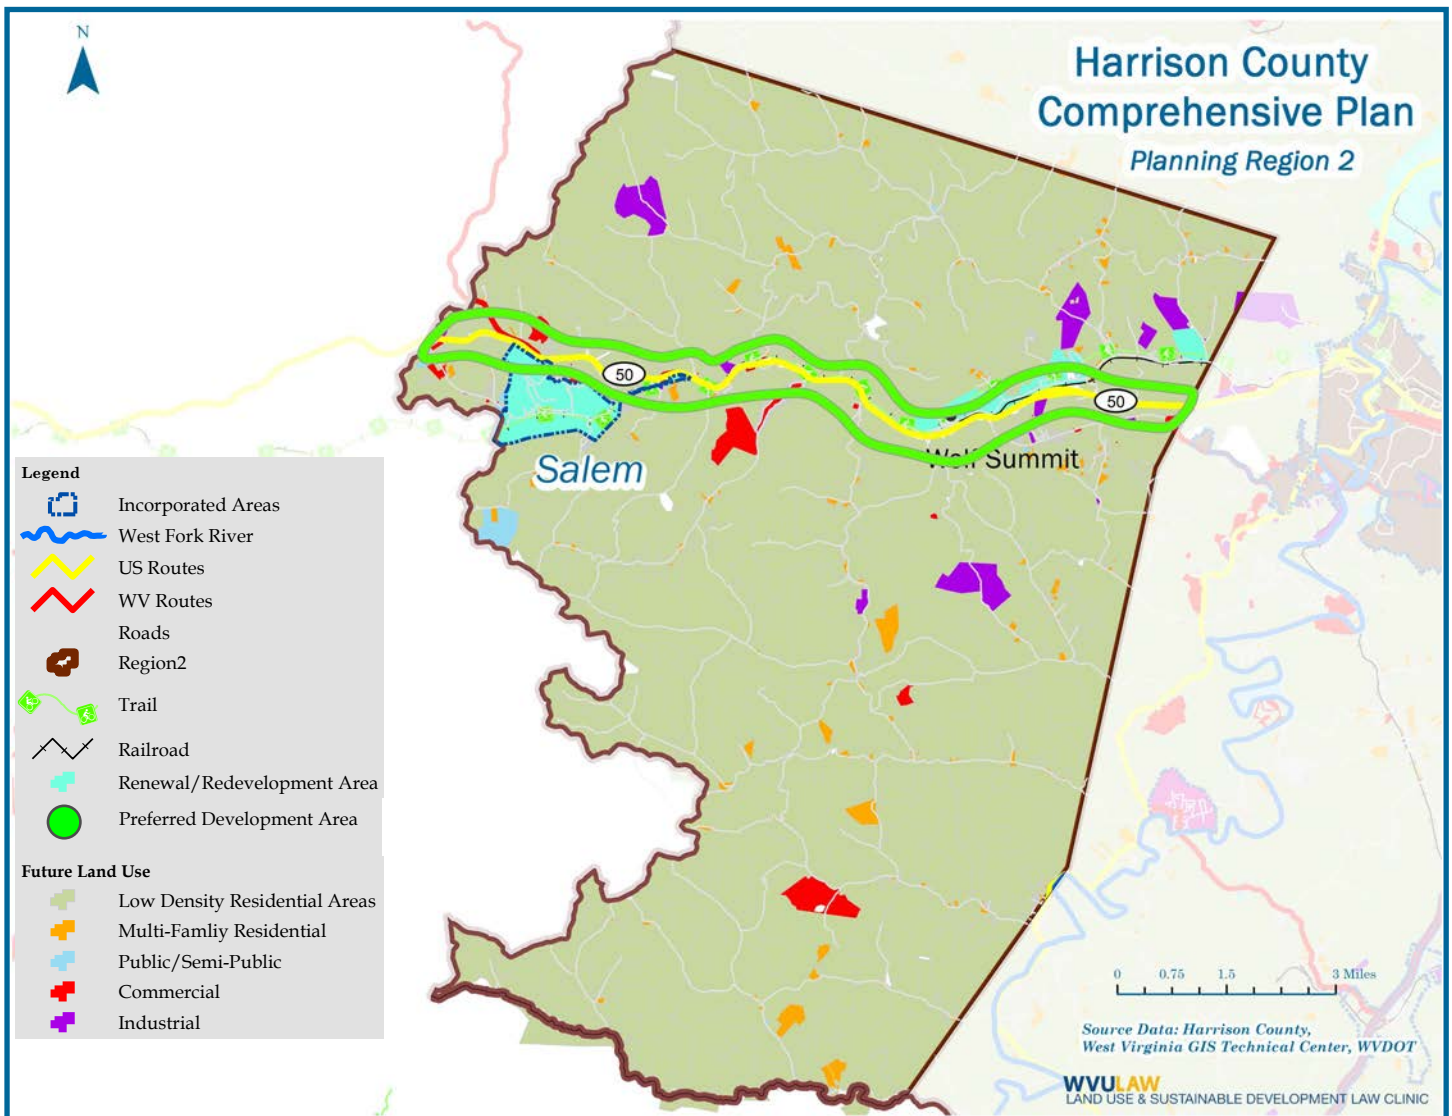 N
Harrison County
Comprehensive Plan
Planning Region 2
50
50
Salem
Wolf Summit
Legend
Incorporated Areas
West Fork River
US Routes
WV Routes
Roads
Region2
Trail
Railroad
Renewal/Redevelopment Area
Preferred Development Area
Future Land Use
Low Density Residential Areas
Multi-Famliy Residential
Public/Semi-Public
Commercial
Industrial
0 0.75 1.5 3 Miles
Source Data: Harrison County,
West Virginia GIS Technical Center, WVDOT
WVULAW
LAND USE & SUSTAINABLE DEVELOPMENT LAW CLINIC